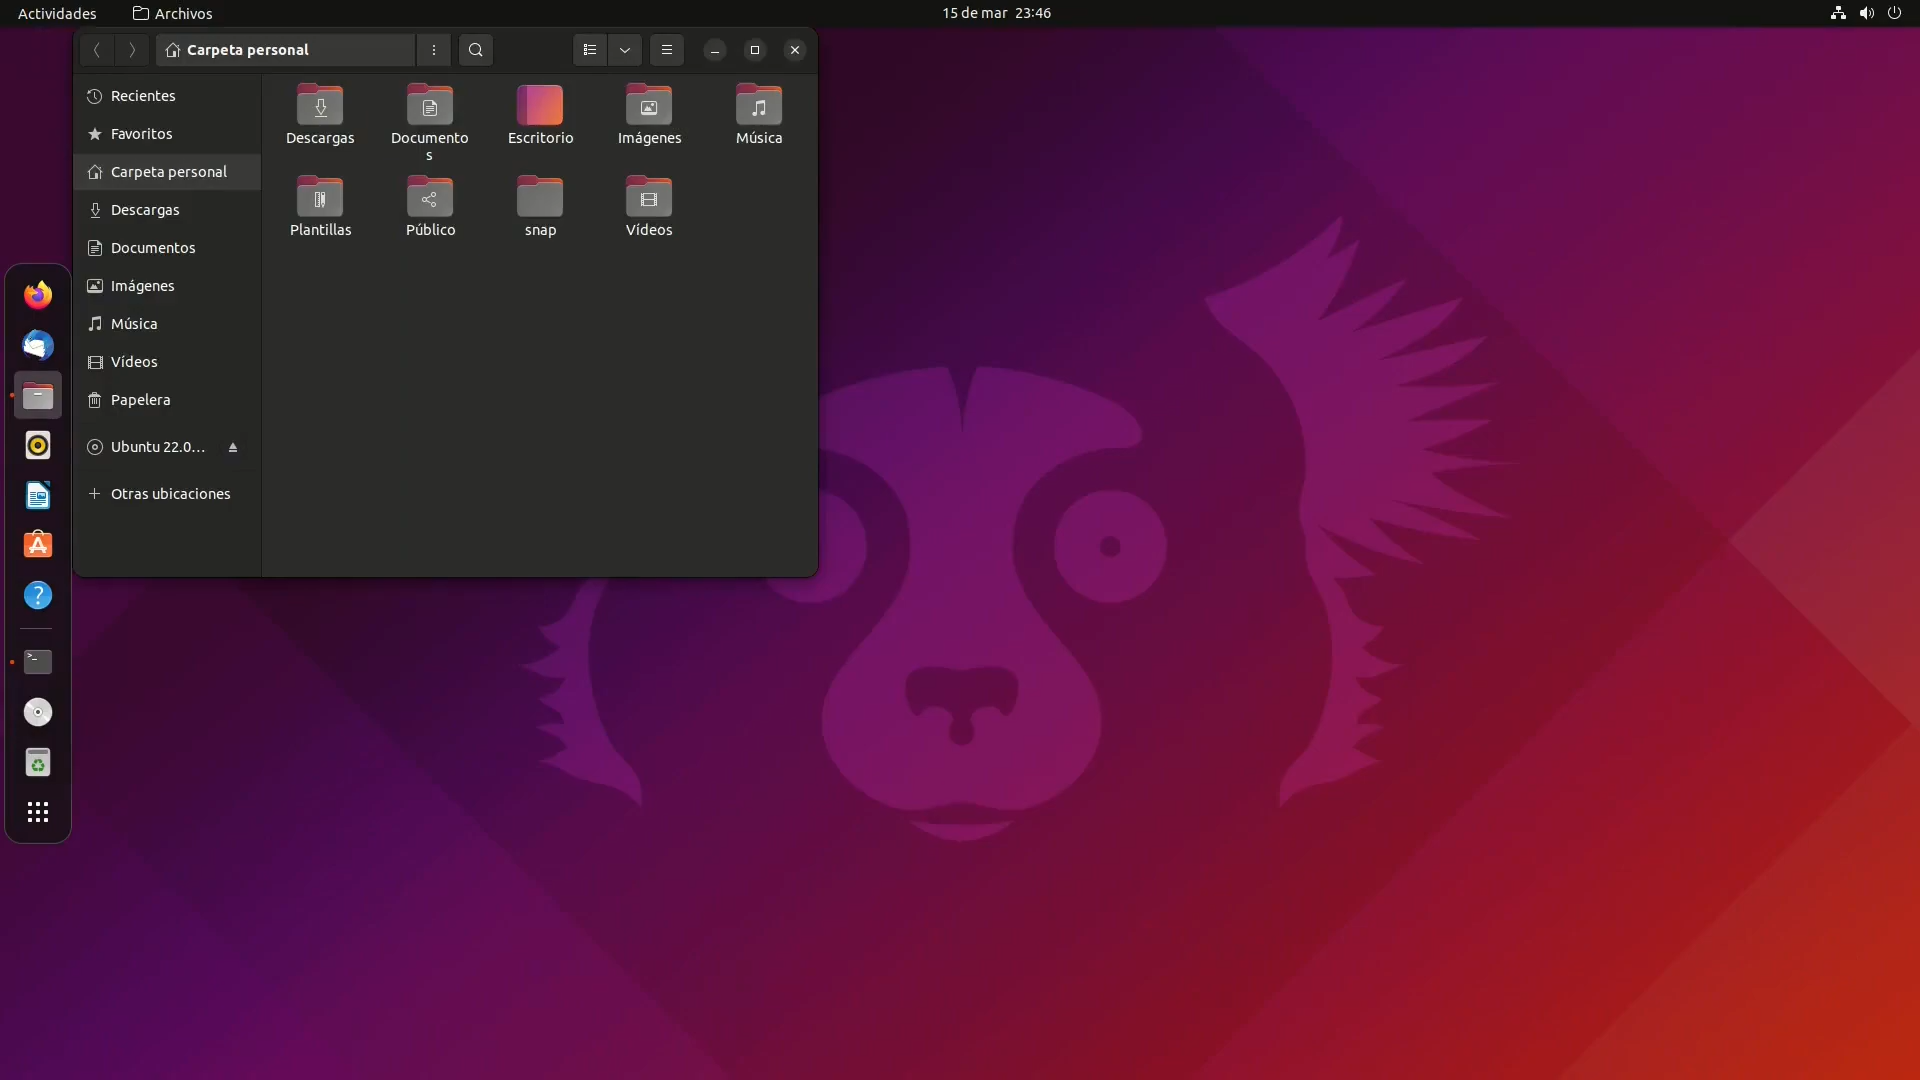 Actividades
Archivos
15 de mar 23:46
Carpeta personal
Recientes
Favoritos
Carpeta personal
Descargas
Documentos
Imágenes
Música
Vídeos
Papelera
Ubuntu 22.0…
Otras ubicaciones
Descargas
Documento
s
Escritorio
Imágenes
Música
Plantillas
Público
snap
Vídeos